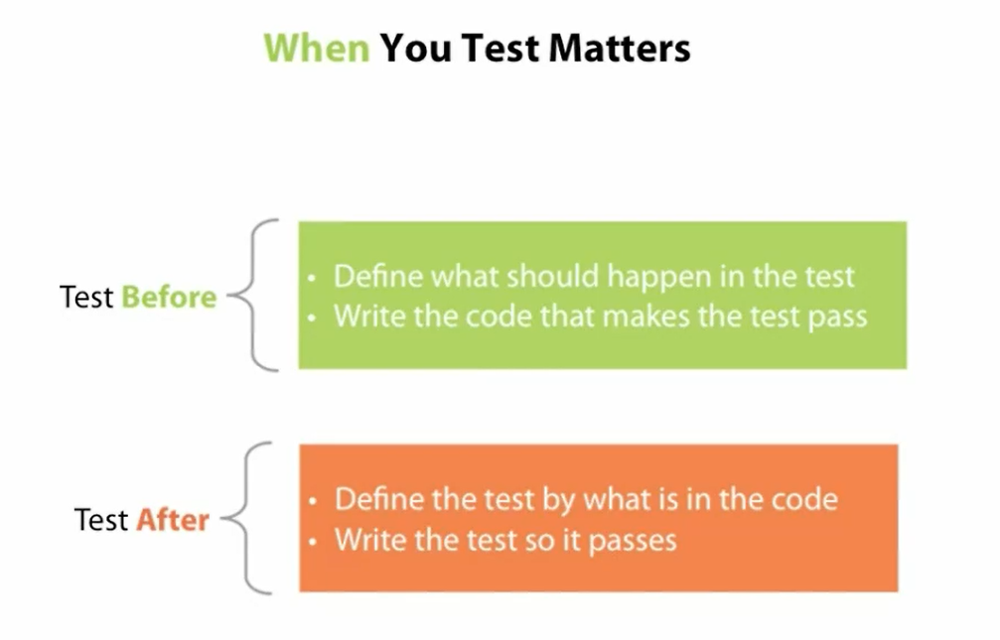 When You Test Matters
Test Before
• Define what should happen in the test
• Write the code that makes the test pass
Test After
• Define the test by what is in the code
• Write the test so it passes